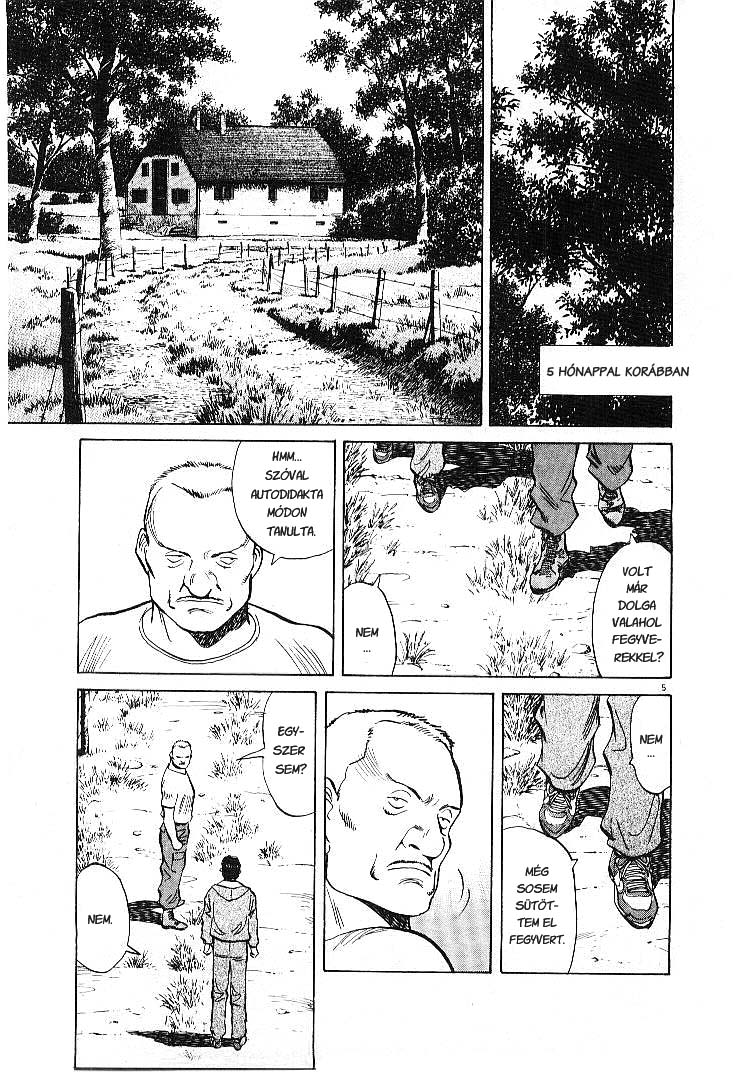 5 HÓNAPPAL KORÁBBAN
VOLT
MÁR
DOLGA
VALAHOL
FEGYVE-
REKKEL?
NEM
...
HMM...
SZÓVAL
AUTODIDAKTA
MÓDON
TANULTA.
5
NEM
...
MÉG
SOSEM
SÜTÖT-
TEM EL
FEGYVERT.
EGY-
SZER
SEM?
NEM.